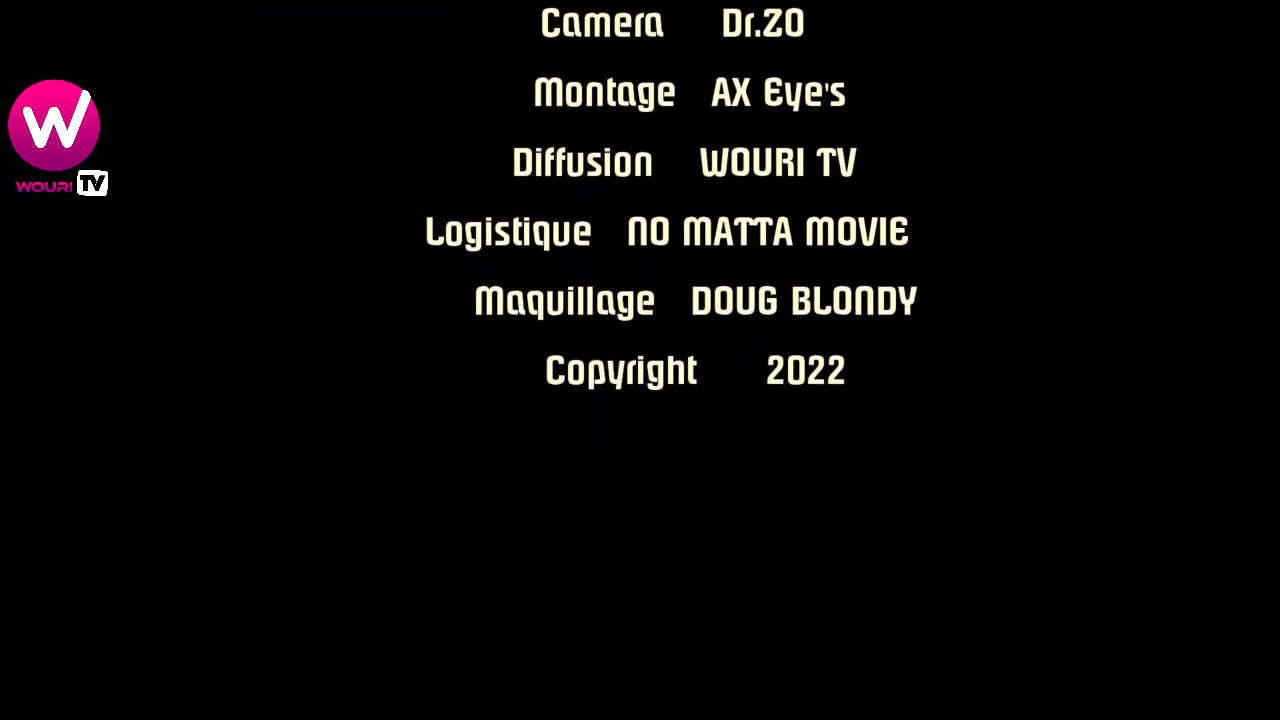 Camera Dr.ZO
Montage AX Eye's
Diffusion WOURI TV
Logistique NO MATTA MOVIE
Maquillage DOUG BLONDY
Copyright 2022
W
WOURI TV